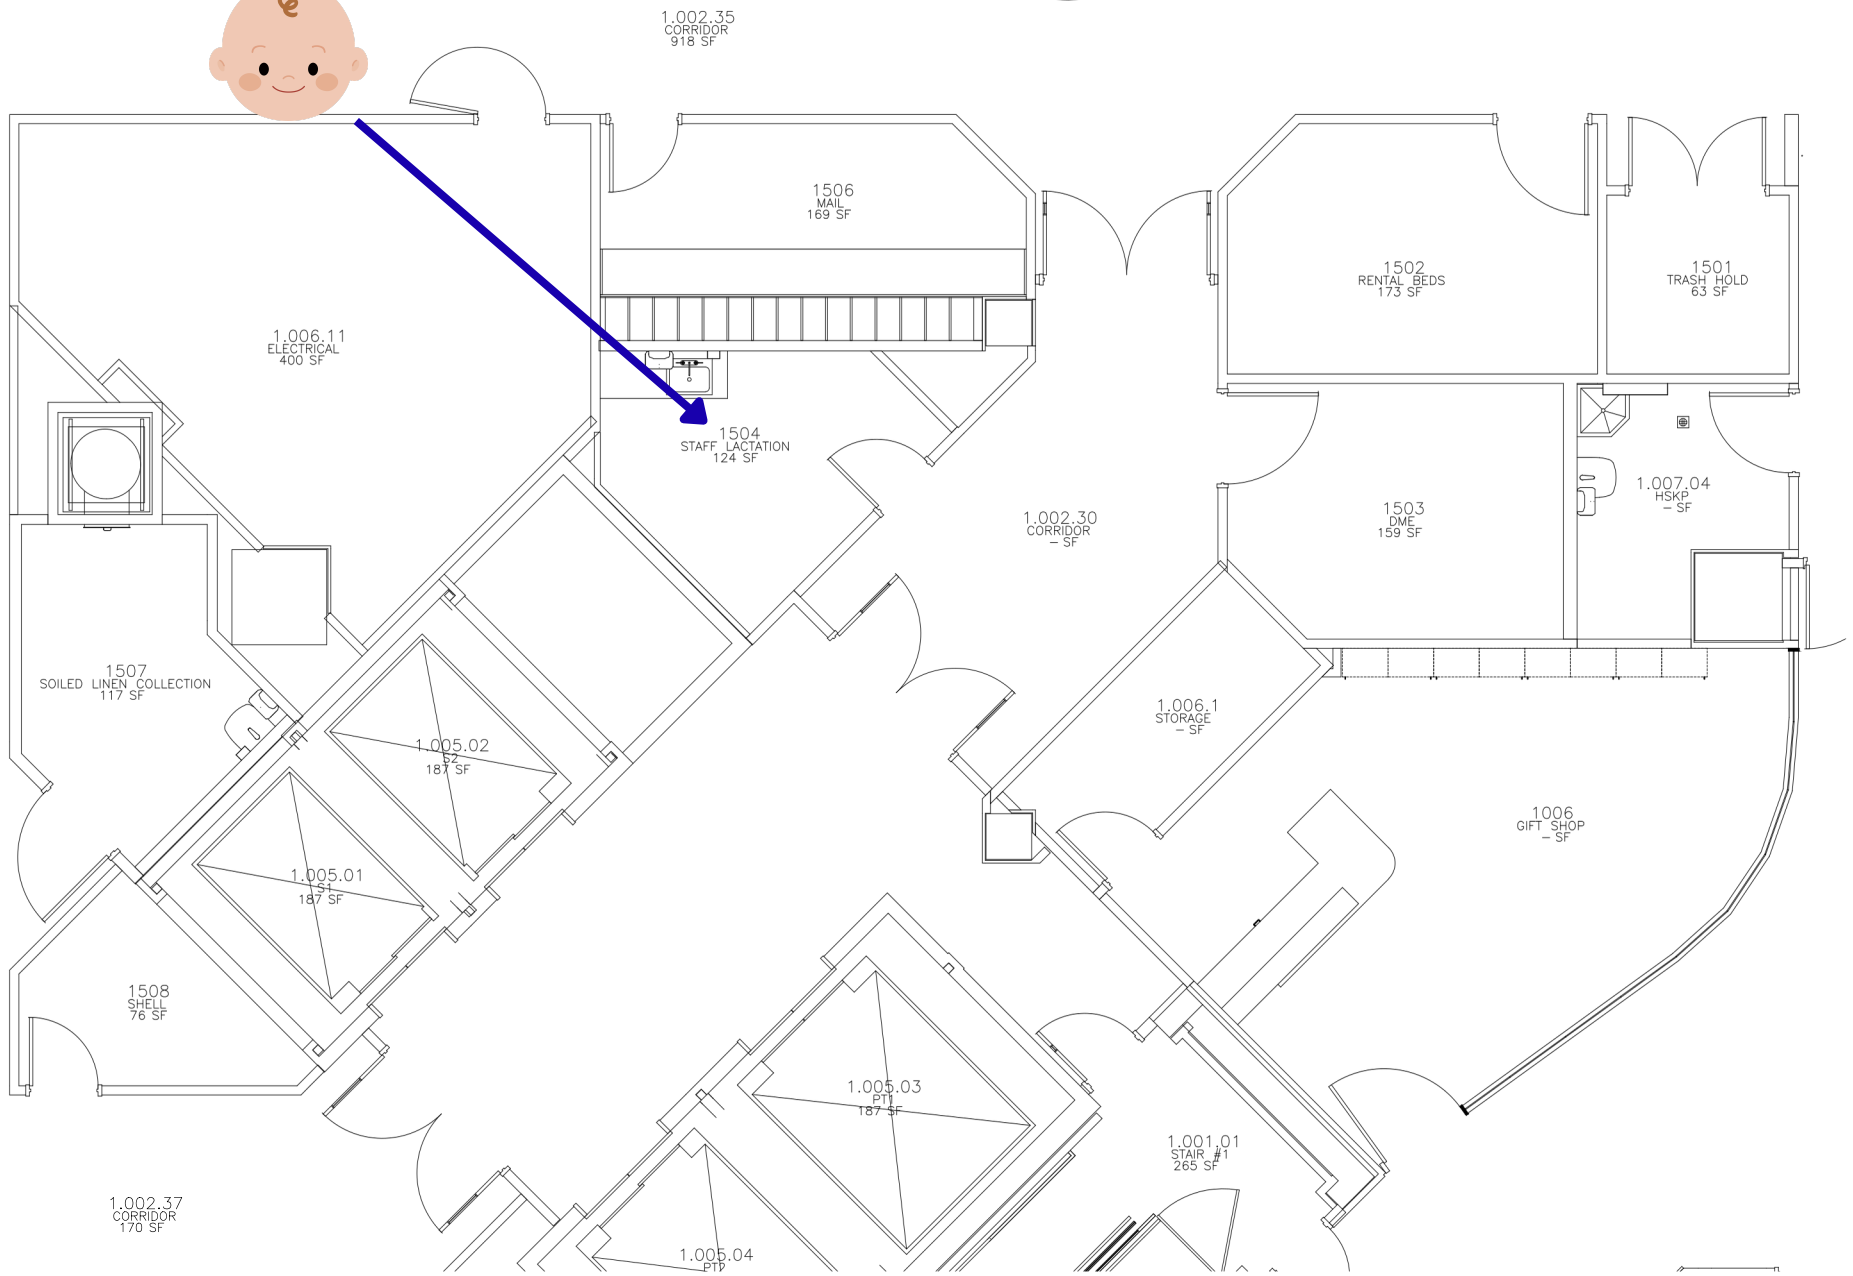 1.002.35
CORRIDOR
918 SF
1506
MAIL
169 SF
1502
RENTAL BEDS
173 SF
1501
TRASH HOLD
63 SF
1.006.11
ELECTRICAL
400 SF
1504
STAFF LACTATION
124 SF
1.002.30
CORRIDOR
- SF
1503
DME
159 SF
1.007.04
HSKP
- SF
1507
SOILED LINEN COLLECTION
117 SF
1.005.02
S2
187 SF
1.006.1
STORAGE
- SF
1006
GIFT SHOP
- SF
1.005.01
S1
187 SF
1508
SHELL
76 SF
1.005.03
PT1
187 SF
1.001.01
STAIR #1
265 SF
1.002.37
CORRIDOR
170 SF
1.005.04
PT2